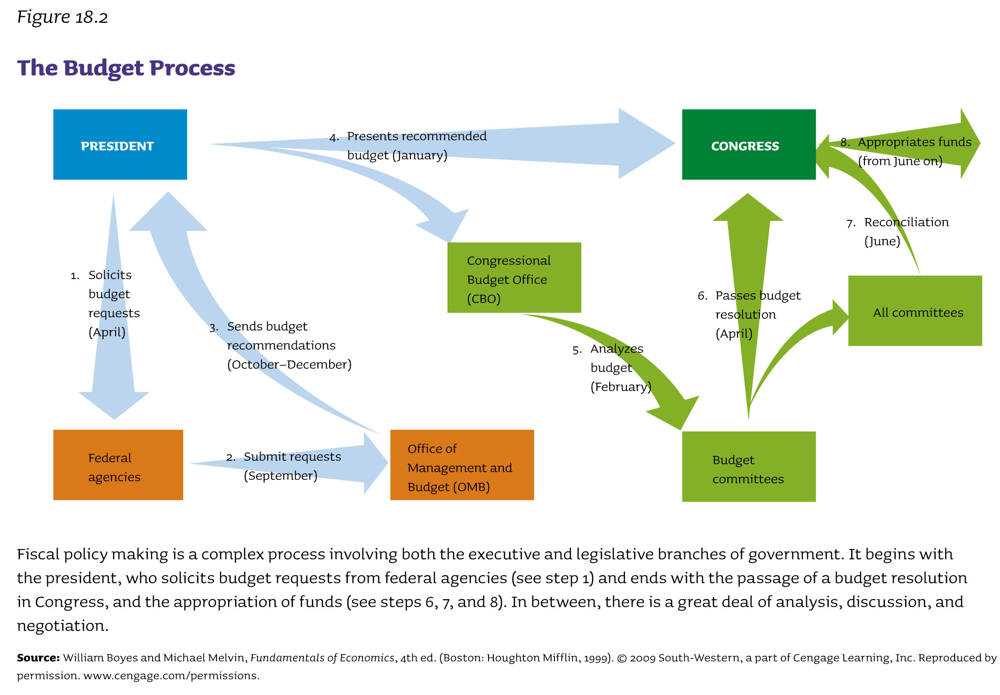 Figure 18.2
The Budget Process
PRESIDENT
4. Presents recommended
budget (January)
CONGRESS
8. Appropriates funds
(from June on)
7. Reconciliation
(June)
Congressional
Budget Office
(CBO)
1. Solicits
budget
requests
(April)
3. Sends budget
recommendations
(October–December)
5. Analyzes
budget
(February)
6. Passes budget
resolution
(April)
All committees
Federal
agencies
2. Submit requests
(September)
Office of
Management and
Budget (OMB)
Budget
committees
Fiscal policy making is a complex process involving both the executive and legislative branches of government. It begins with
the president, who solicits budget requests from federal agencies (see step 1) and ends with the passage of a budget resolution
in Congress, and the appropriation of funds (see steps 6, 7, and 8). In between, there is a great deal of analysis, discussion, and
negotiation.
Source: William Boyes and Michael Melvin, Fundamentals of Economics, 4th ed. (Boston: Houghton Mifflin, 1999). © 2009 South-Western, a part of Cengage Learning, Inc. Reproduced by
permission. www.cengage.com/permissions.